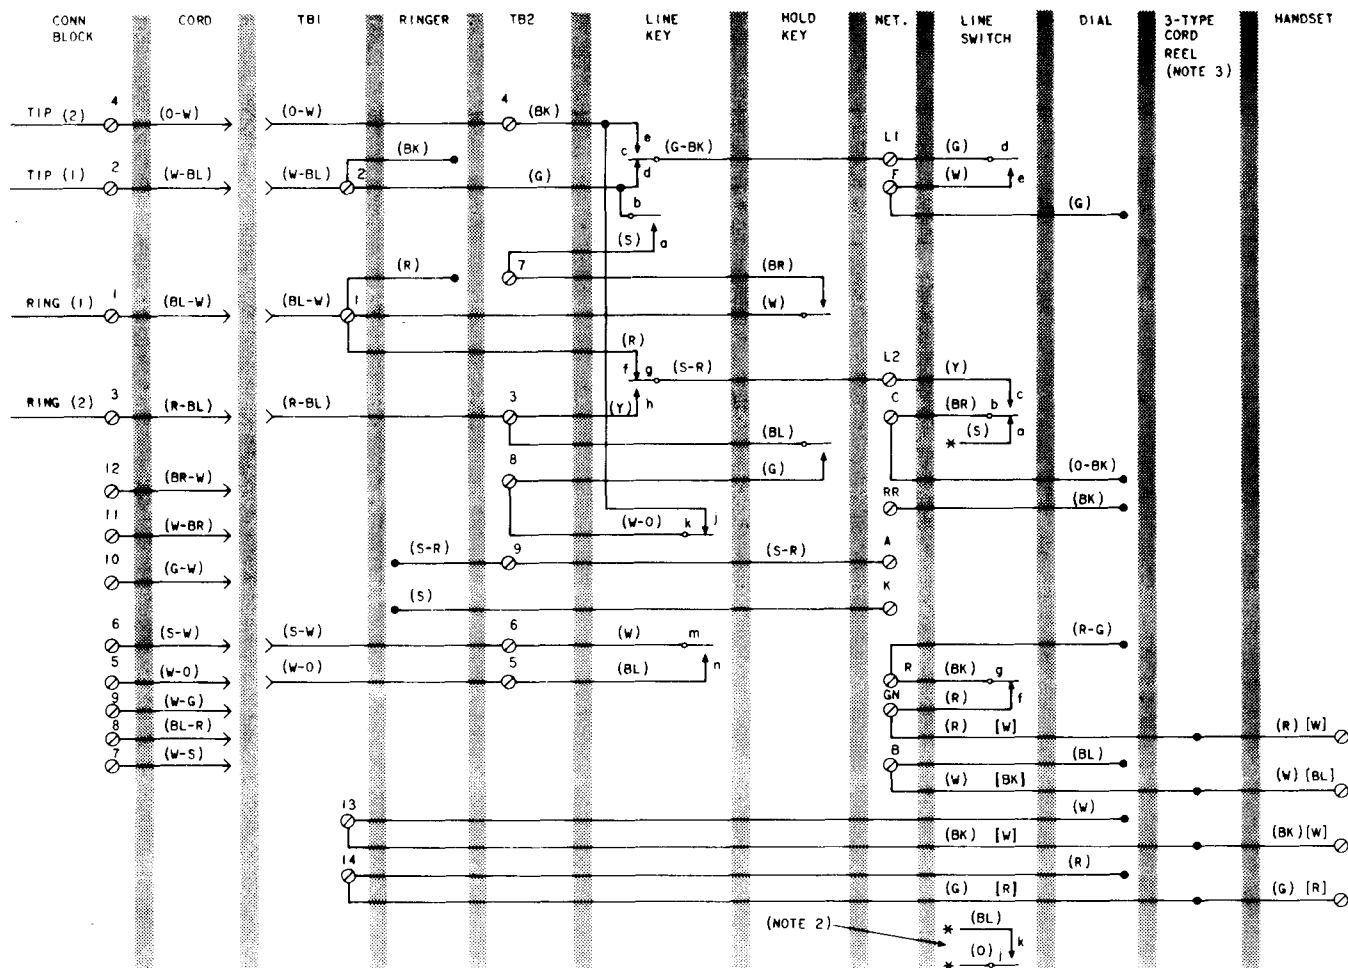 CONN BLOCK CORD TB1 RINGER TB2 LINE KEY HOLD KEY NET. LINE SWITCH DIAL 3-TYPE CORD REEL (NOTE 3) HANDSET
TIP (2) 4 (O-W) (O-W) 4 (BK) e
(BK) c (G-BK) L1 (G) d
TIP (1) 2 (W-BL) (W-BL) 2 (G) d F (W) e
b (G)
(S) a
(R) 7 (BR)
RING (1) 1 (BL-W) (BL-W) 1 (W)
(R) f g (S-R) L2 (Y) c
RING (2) 3 (R-BL) (R-BL) 3 (Y) h C (BR) b
(BL) * (S) a
12 (BR-W) 8 (G) (O-BK)
RR (BK)
11 (W-BR) (W-O) k j
10 (G-W) (S-R) 9 (S-R) A
(S) K
6 (S-W) (S-W) 6 (W) m (R-G)
5 (W-O) (W-O) 5 (BL) n R (BK) g
9 (W-G) GN (R) f
8 (BL-R) (R) [W] (R) [W]
7 (W-S) B (BL)
(W) [BK] (W) [BL]
13 (W)
(BK) [W] (BK) [W]
14 (R)
(G) [R] (G) [R]
(NOTE 2) * (BL) k
* (O) j